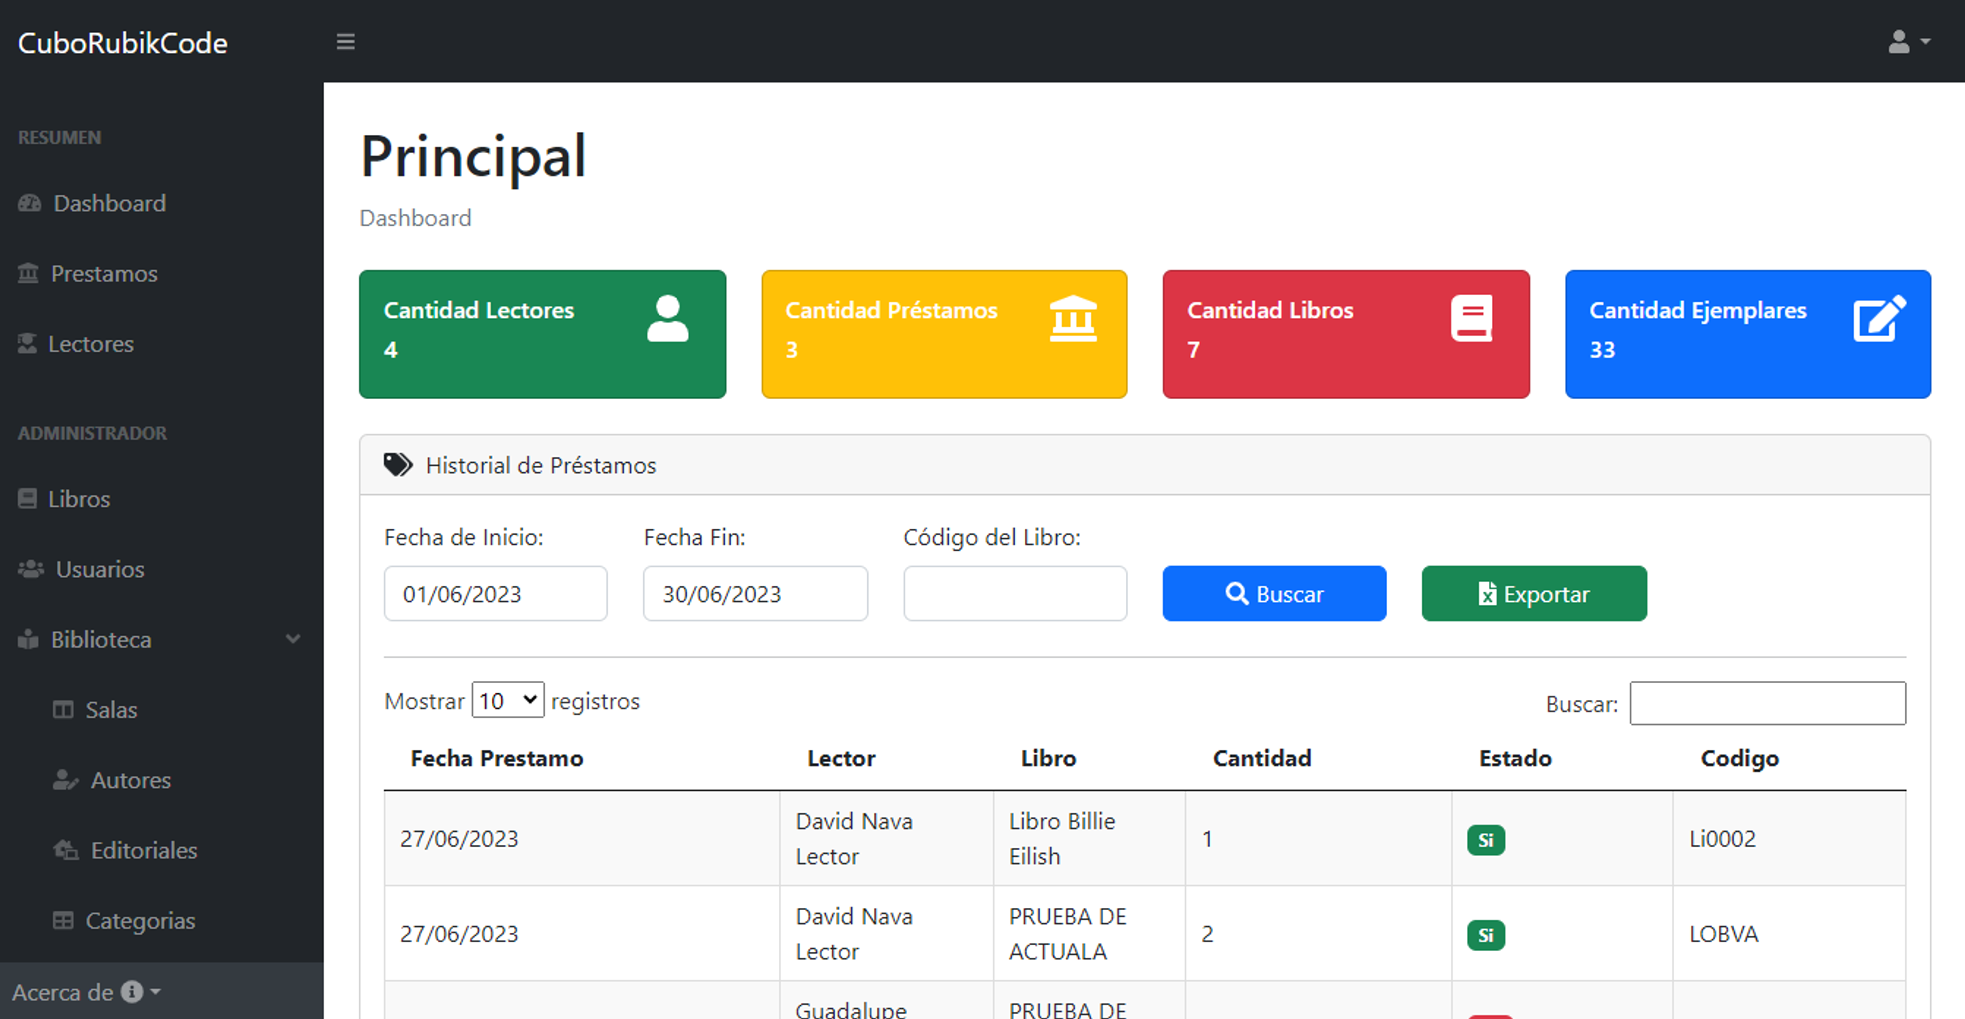 CuboRubikCode
RESUMEN
Dashboard
Prestamos
Lectores
ADMINISTRADOR
Libros
Usuarios
Biblioteca
Salas
Autores
Editoriales
Categorias
Acerca de
Principal
Dashboard
Cantidad Lectores
4
Cantidad Préstamos
3
Cantidad Libros
7
Cantidad Ejemplares
33
Historial de Préstamos
Fecha de Inicio: Fecha Fin: Código del Libro:
01/06/2023 30/06/2023 Buscar Exportar
Mostrar 10 registros Buscar:
Fecha Prestamo Lector Libro Cantidad Estado Codigo
27/06/2023 David Nava Lector Libro Billie Eilish 1 Si Li0002
27/06/2023 David Nava Lector PRUEBA DE ACTUALA 2 Si LOBVA
Guadalupe PRUEBA DE